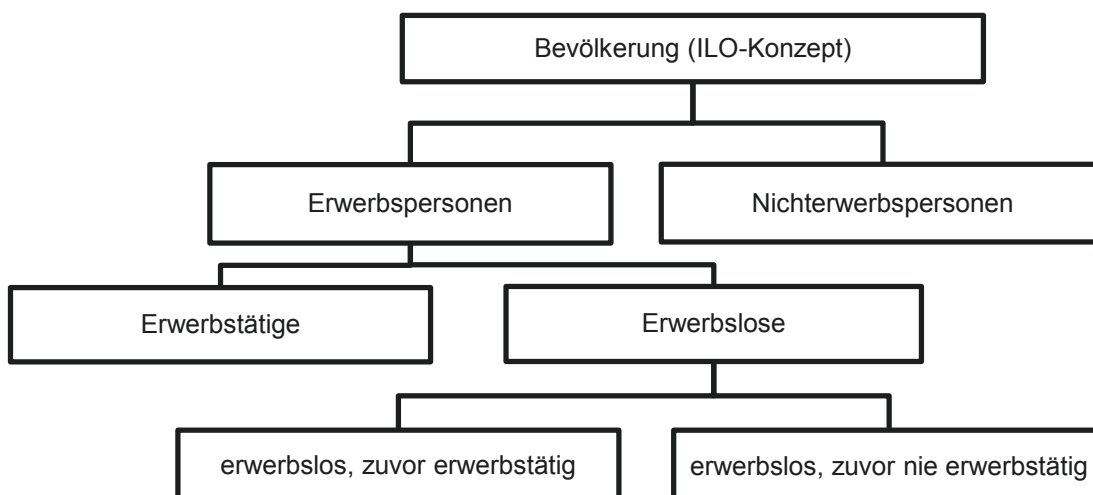 Bevölkerung (ILO-Konzept)
Erwerbspersonen
Nichterwerbspersonen
Erwerbstätige
Erwerbslose
erwerbslos, zuvor erwerbstätig
erwerbslos, zuvor nie erwerbstätig